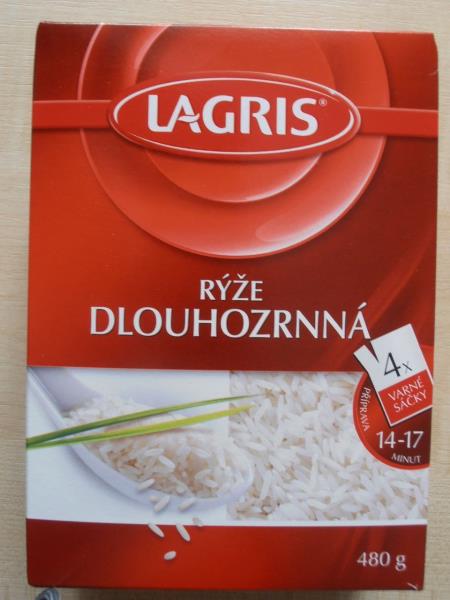 LAGRIS®
RÝŽE
DLOUHOZRNNÁ
4x
VARNÉ
SÁČKY
PŘÍPRAVA
14-17
MINUT
480 g